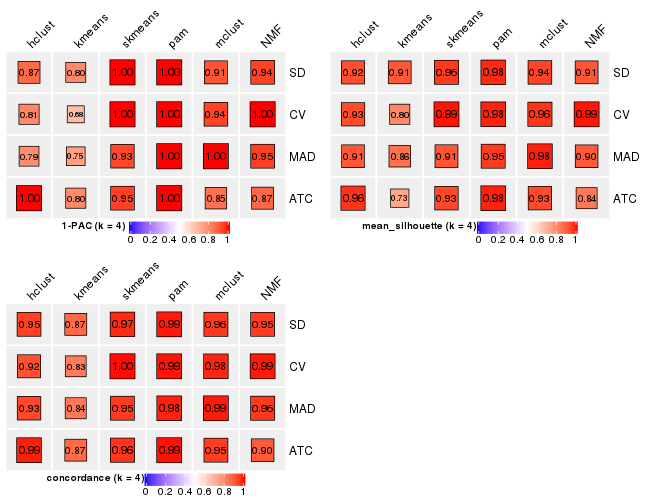 hclust kmeans skmeans pam mclust NMF
0.87 0.80 1.00 1.00 0.91 0.94 SD
0.81 0.68 1.00 1.00 0.94 1.00 CV
0.79 0.75 0.93 1.00 1.00 0.95 MAD
1.00 0.80 0.95 1.00 0.85 0.87 ATC
1-PAC (k = 4)
0 0.2 0.4 0.6 0.8 1
hclust kmeans skmeans pam mclust NMF
0.92 0.91 0.96 0.98 0.94 0.91 SD
0.93 0.80 0.99 0.98 0.96 0.99 CV
0.91 0.86 0.91 0.95 0.98 0.90 MAD
0.96 0.73 0.93 0.98 0.93 0.84 ATC
mean_silhouette (k = 4)
0 0.2 0.4 0.6 0.8 1
hclust kmeans skmeans pam mclust NMF
0.95 0.87 0.97 0.99 0.96 0.95 SD
0.92 0.83 1.00 0.99 0.98 0.99 CV
0.93 0.84 0.95 0.98 0.99 0.96 MAD
0.99 0.87 0.96 0.99 0.95 0.90 ATC
concordance (k = 4)
0 0.2 0.4 0.6 0.8 1